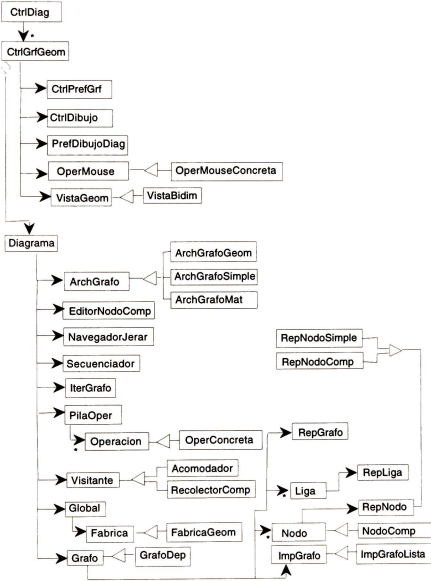 CtrlDiag
*
CtrlGrfGeom
CtrlPrefGrf
CtrlDibujo
PrefDibujoDiag
OperMouse
OperMouseConcreta
VistaGeom
VistaBidim
Diagrama
ArchGrafoGeom
ArchGrafo
ArchGrafoSimple
ArchGrafoMat
EditorNodoComp
NavegadorJerar
RepNodoSimple
RepNodoComp
Secuenciador
IterGrafo
PilaOper
RepGrafo
* Operacion
OperConcreta
Acomodador
RepLiga
Visitante
RecolectorComp
* Liga
Global
RepNodo
Fabrica
FabricaGeom
* Nodo
NodoComp
Grafo
GrafoDep
ImpGrafo
ImpGrafoLista